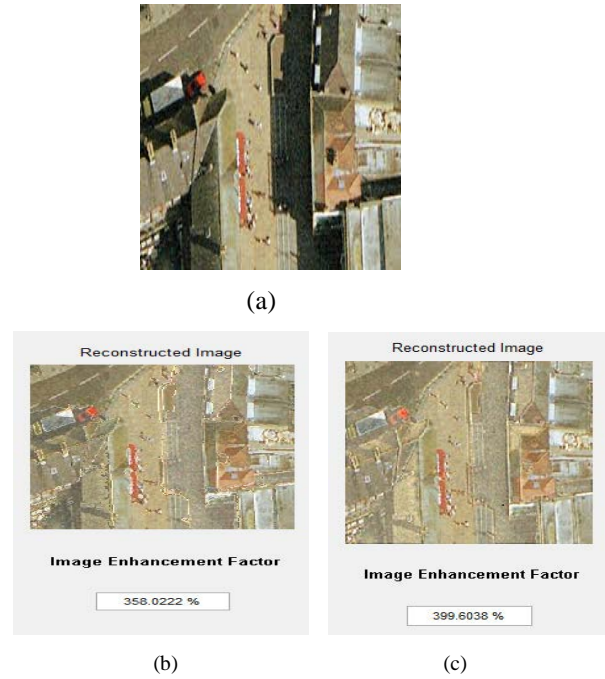 (a)
Reconstructed Image
Image Enhancement Factor
358.0222 %
(b)
Reconstructed Image
Image Enhancement Factor
399.6038 %
(c)